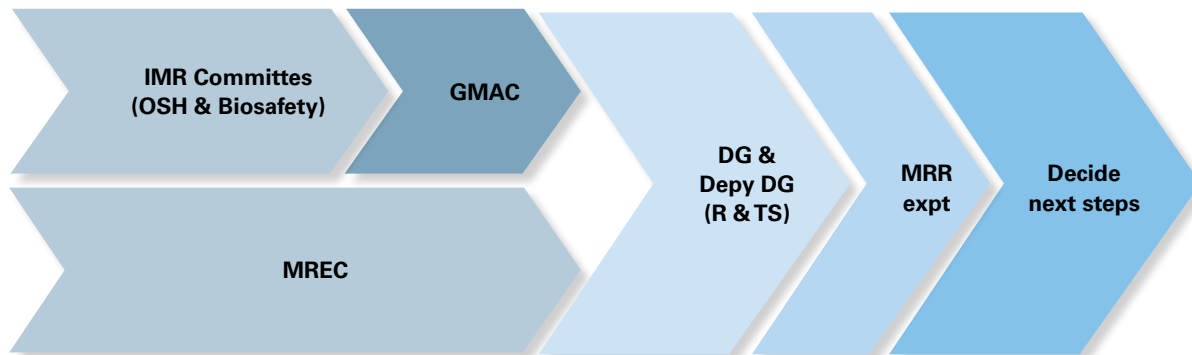 IMR Committes
(OSH & Biosafety)
GMAC
MREC
DG &
Depy DG
(R & TS)
MRR
expt
Decide
next steps